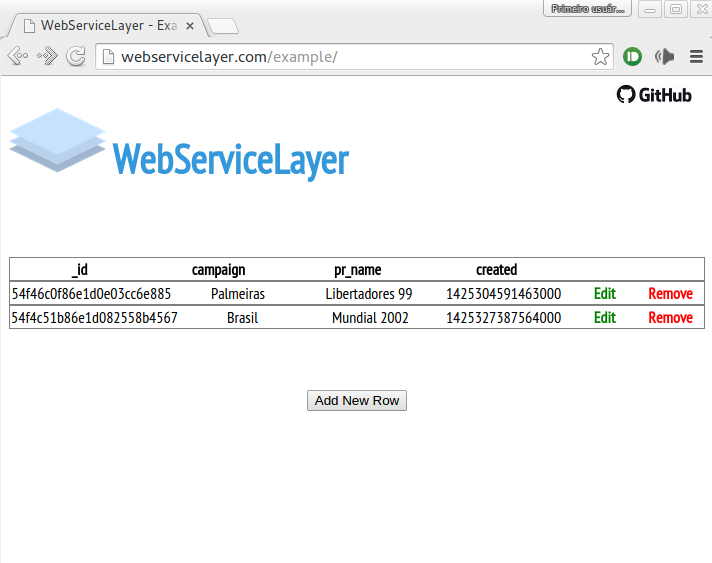 Primeiro usuár...
WebServiceLayer - Exa
webservicelayer.com/example/
GitHub
WebServiceLayer
_id campaign pr_name created
54f46c0f86e1d0e03cc6e885 Palmeiras Libertadores 99 1425304591463000 Edit Remove
54f4c51b86e1d082558b4567 Brasil Mundial 2002 1425327387564000 Edit Remove
Add New Row